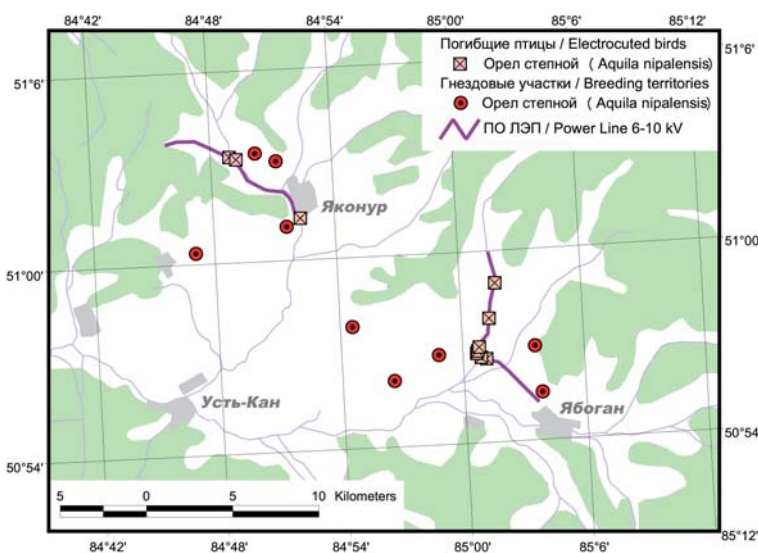 84°42' 84°48' 84°54' 85°00' 85°6' 85°12'
Погибщие птицы / Electrocuted birds
Орел степной ( Aquila nipalensis)
Гнездовые участки / Breeding territories
Орел степной ( Aquila nipalensis)
ПО ЛЭП / Power Line 6-10 kV
51°6'
51°6'
Яконур
51°00'
51°00'
Усть-Кан
Ябоган
50°54'
50°54'
5 0 5 10 Kilometers
85°12'
84°42' 84°48' 84°54' 85°00' 85°6'